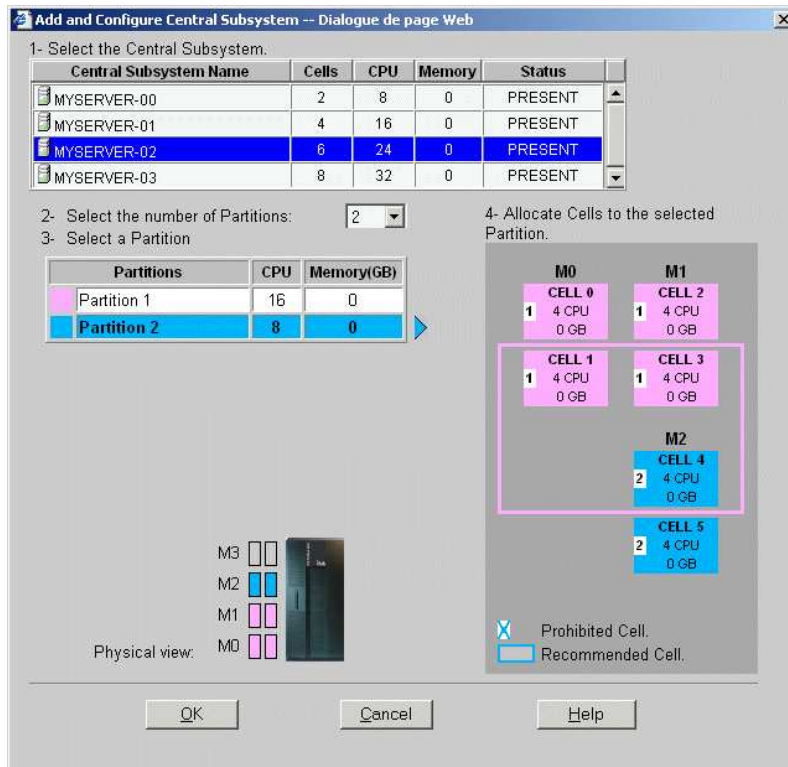 Add and Configure Central Subsystem -- Dialogue de page Web
1- Select the Central Subsystem.
Central Subsystem Name Cells CPU Memory Status
MYSERVER-00 2 8 0 PRESENT
MYSERVER-01 4 16 0 PRESENT
MYSERVER-02 6 24 0 PRESENT
MYSERVER-03 8 32 0 PRESENT
2- Select the number of Partitions: 2
3- Select a Partition
Partitions CPU Memory(GB)
Partition 1 16 0
Partition 2 8 0
4- Allocate Cells to the selected
Partition.
M0 M1
CELL 0 CELL 2
1 4 CPU 1 4 CPU
0 GB 0 GB
CELL 1 CELL 3
1 4 CPU 1 4 CPU
0 GB 0 GB
M2
CELL 4
2 4 CPU
0 GB
CELL 5
2 4 CPU
0 GB
M3
M2
M1
Physical view: M0
Prohibited Cell.
Recommended Cell.
OK Cancel Help